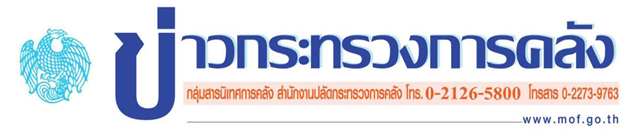 ข่าวกระทรวงการคลัง
กลุ่มสารนิเทศการคลัง สำนักงานปลัดกระทรวงการคลัง โทร. 0-2126-5800 โทรสาร 0-2273-9763
www.mof.go.th